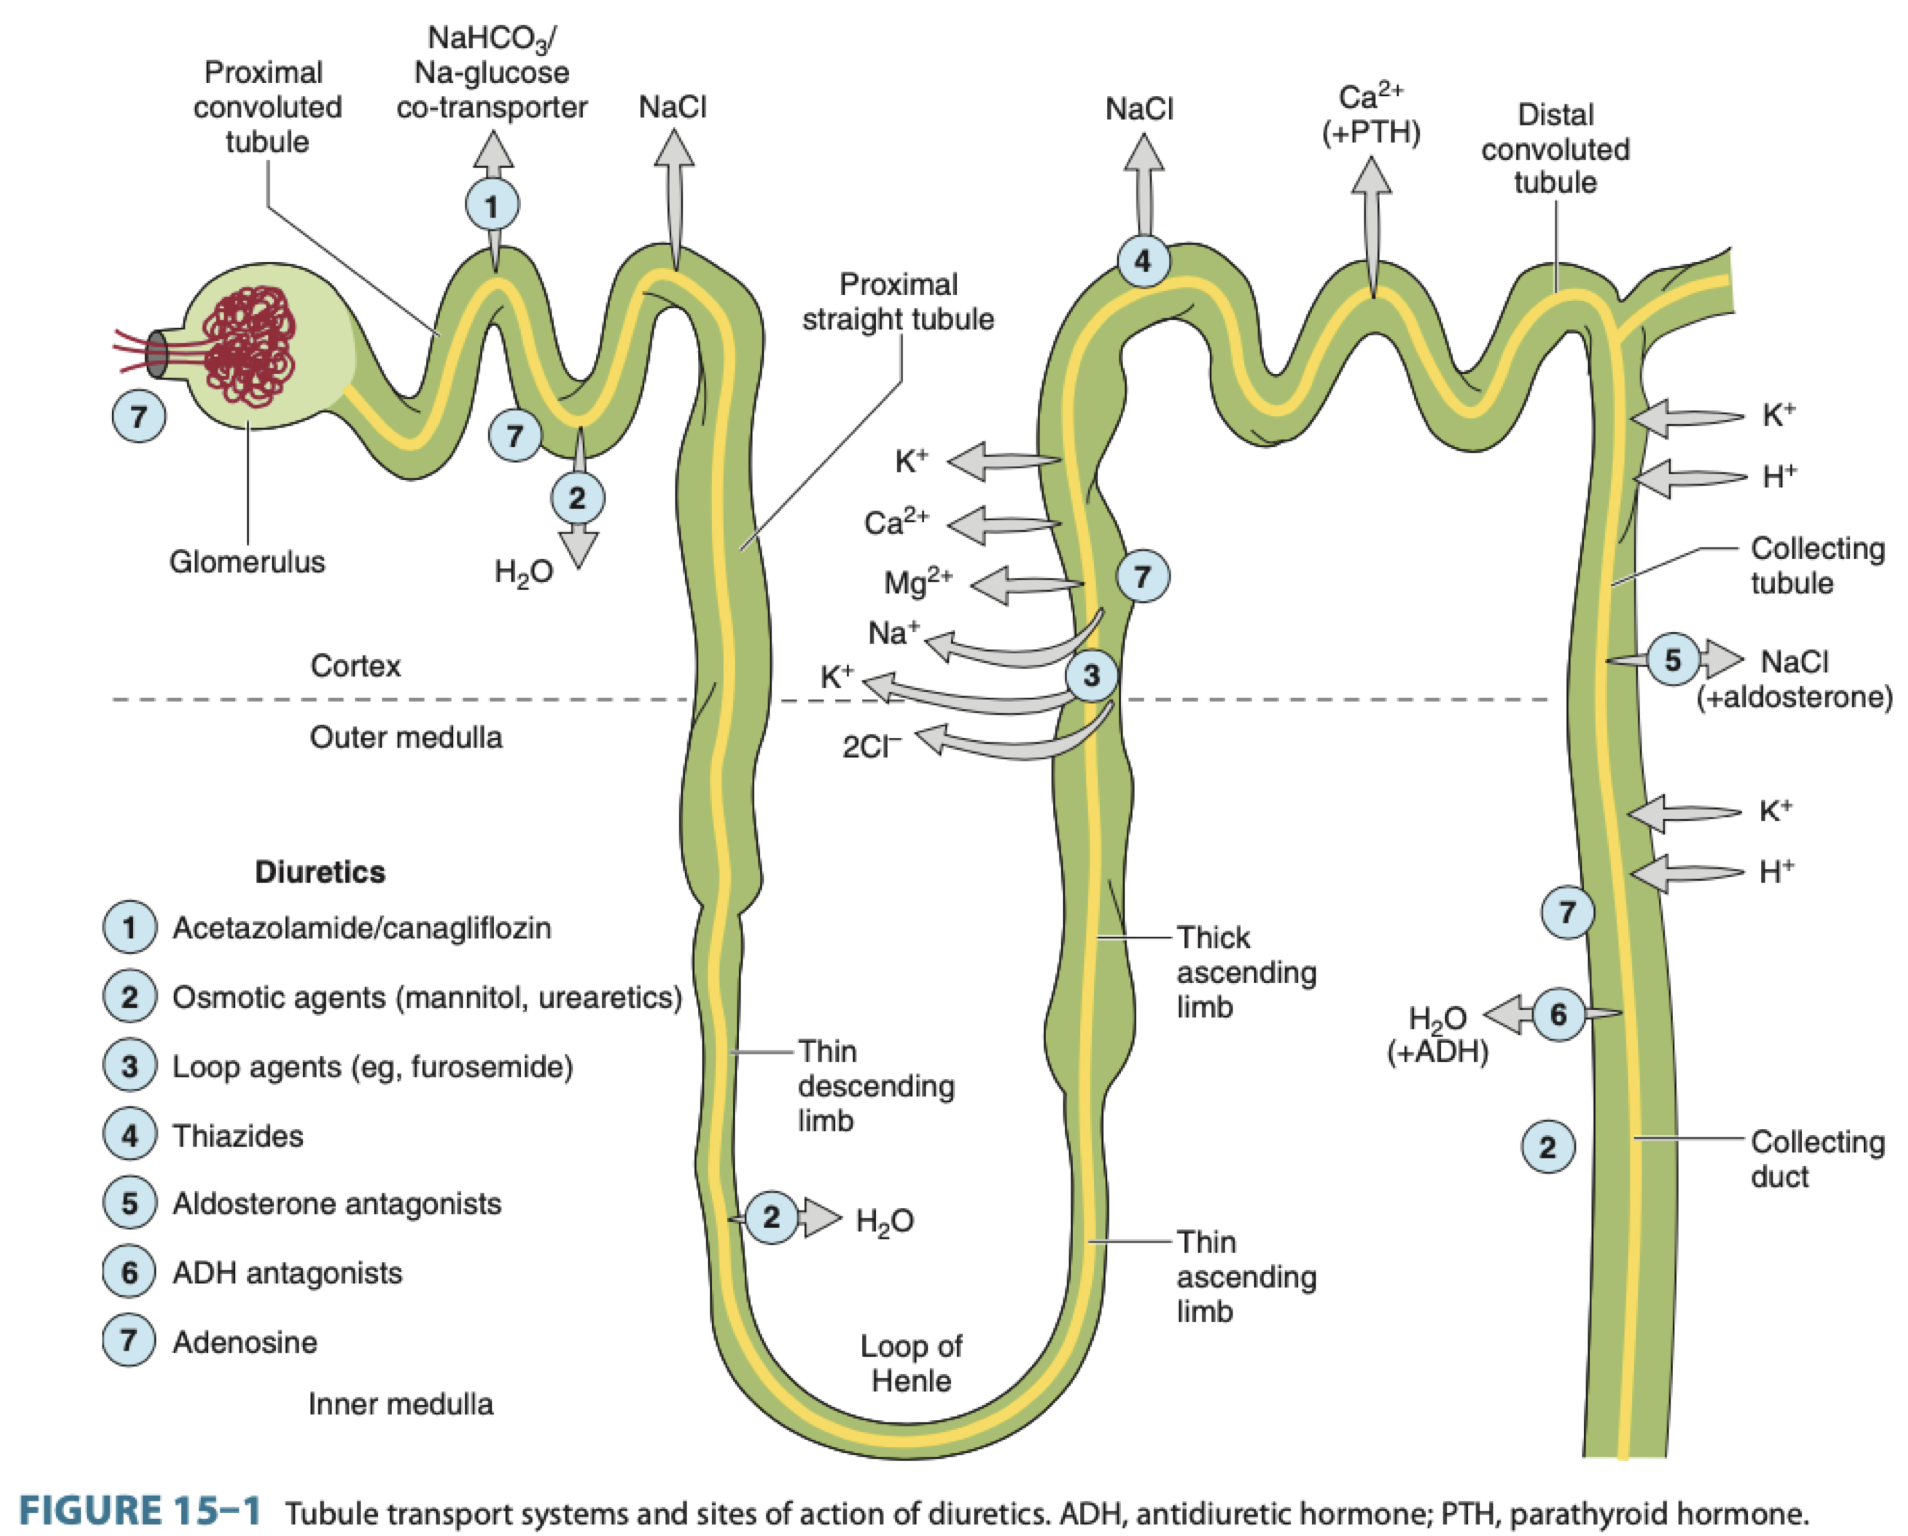 NaHCO₃/
Na-glucose
co-transporter
Proximal
convoluted
tubule
NaCl
NaCl
Ca²⁺
(+PTH)
Distal
convoluted
tubule
1
4
Proximal
straight tubule
7
7
2
Glomerulus
H₂O
K⁺
Ca²⁺
Mg²⁺
7
Na⁺
K⁺
3
2Cl⁻
K⁺
H⁺
Collecting
tubule
5
NaCl
(+aldosterone)
Cortex
Outer medulla
K⁺
H⁺
7
Diuretics
1 Acetazolamide/canagliflozin
2 Osmotic agents (mannitol, urearetics)
3 Loop agents (eg, furosemide)
4 Thiazides
5 Aldosterone antagonists
6 ADH antagonists
7 Adenosine
Inner medulla
Thin
descending
limb
2 H₂O
Loop of
Henle
Thick
ascending
limb
Thin
ascending
limb
H₂O
(+ADH)
6
2
Collecting
duct
FIGURE 15–1 Tubule transport systems and sites of action of diuretics. ADH, antidiuretic hormone; PTH, parathyroid hormone.